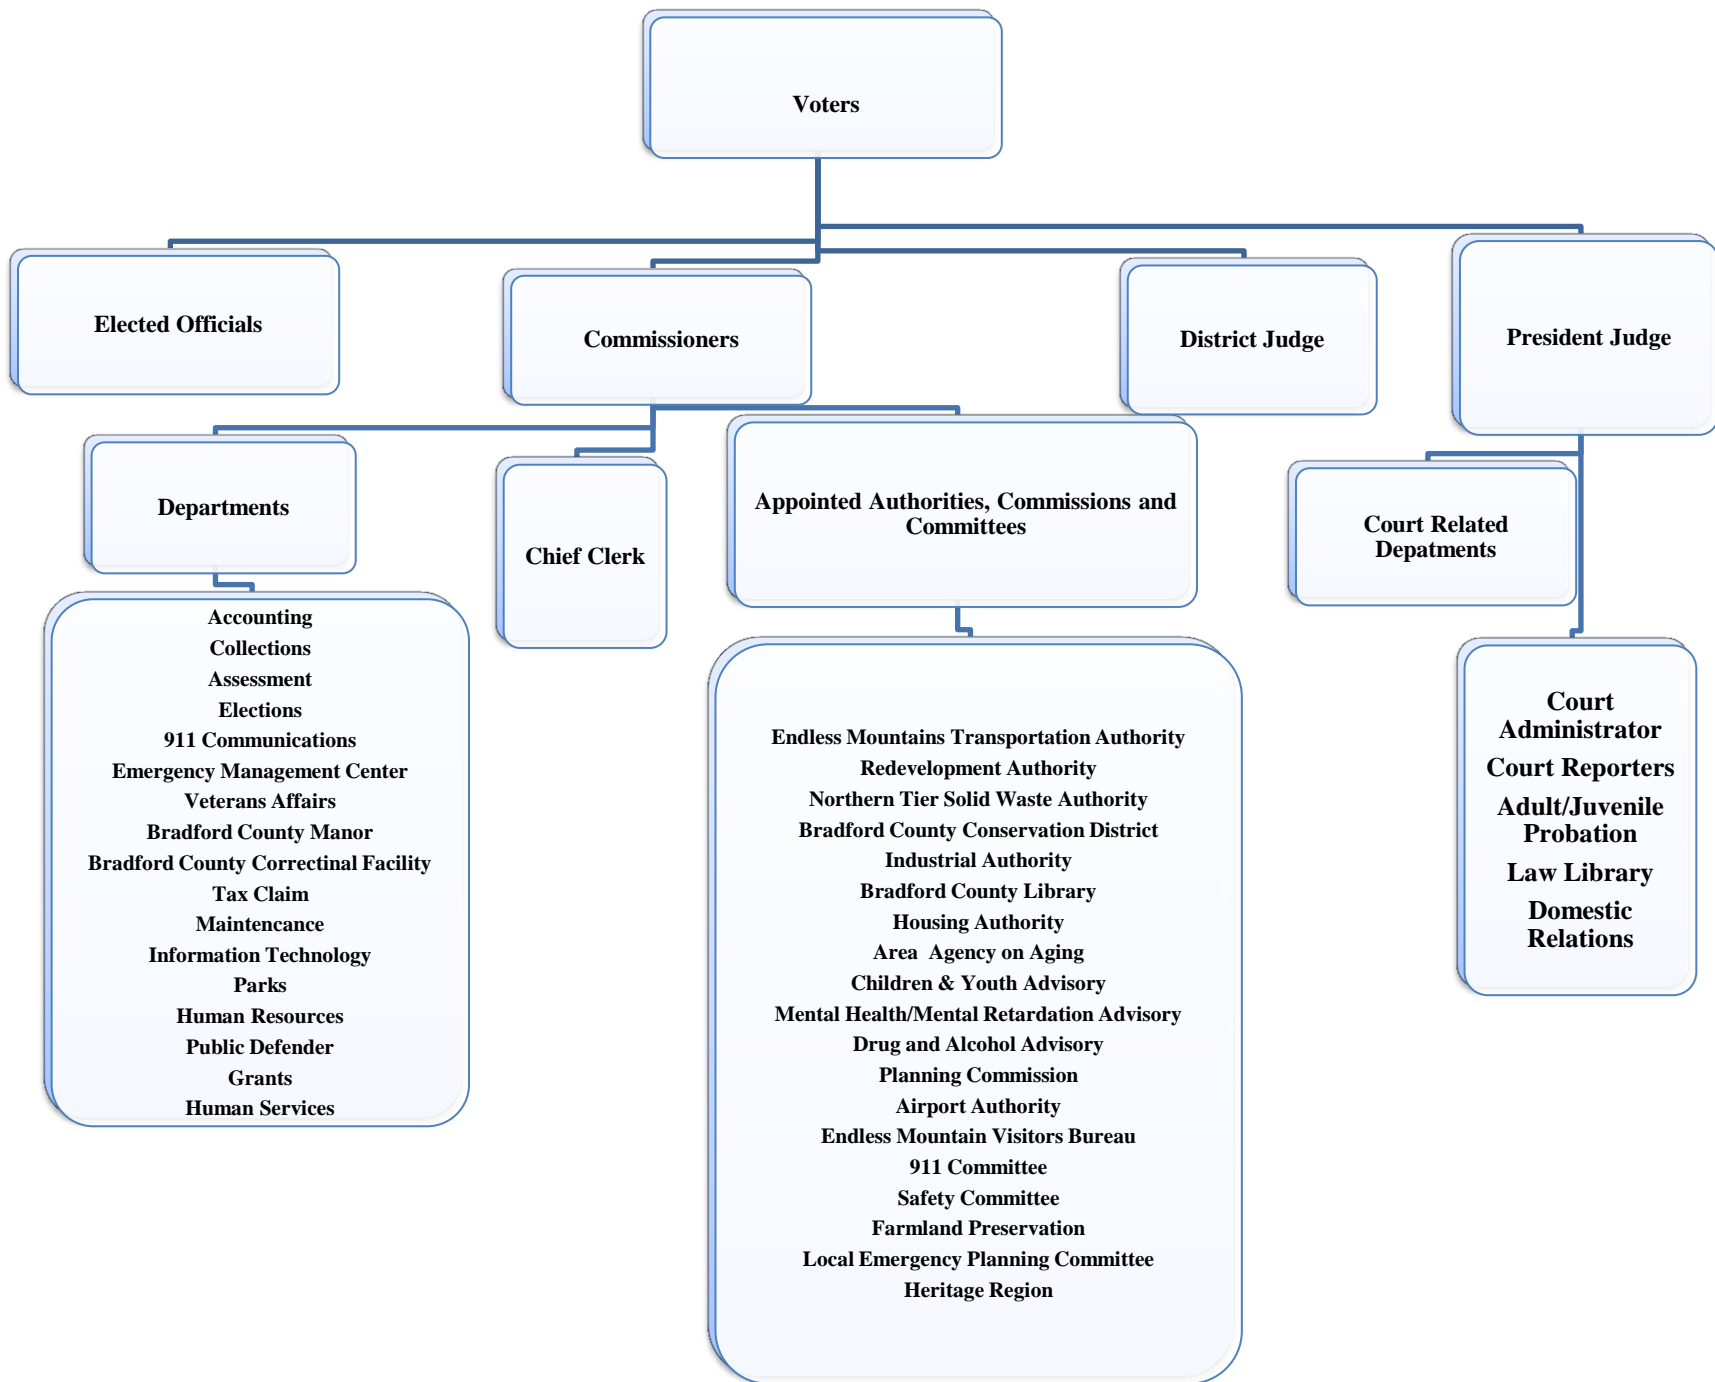 Voters
Elected Officials
Commissioners
District Judge
President Judge
Departments
Chief Clerk
Appointed Authorities, Commissions and
Committees
Court Related
Depatments
Accounting
Collections
Assessment
Elections
911 Communications
Emergency Management Center
Veterans Affairs
Bradford County Manor
Bradford County Correctinal Facility
Tax Claim
Maintencance
Information Technology
Parks
Human Resources
Public Defender
Grants
Human Services
Endless Mountains Transportation Authority
Redevelopment Authority
Northern Tier Solid Waste Authority
Bradford County Conservation District
Industrial Authority
Bradford County Library
Housing Authority
Area  Agency on Aging
Children & Youth Advisory
Mental Health/Mental Retardation Advisory
Drug and Alcohol Advisory
Planning Commission
Airport Authority
Endless Mountain Visitors Bureau
911 Committee
Safety Committee
Farmland Preservation
Local Emergency Planning Committee
Heritage Region
Court
Administrator
Court Reporters
Adult/Juvenile
Probation
Law Library
Domestic
Relations